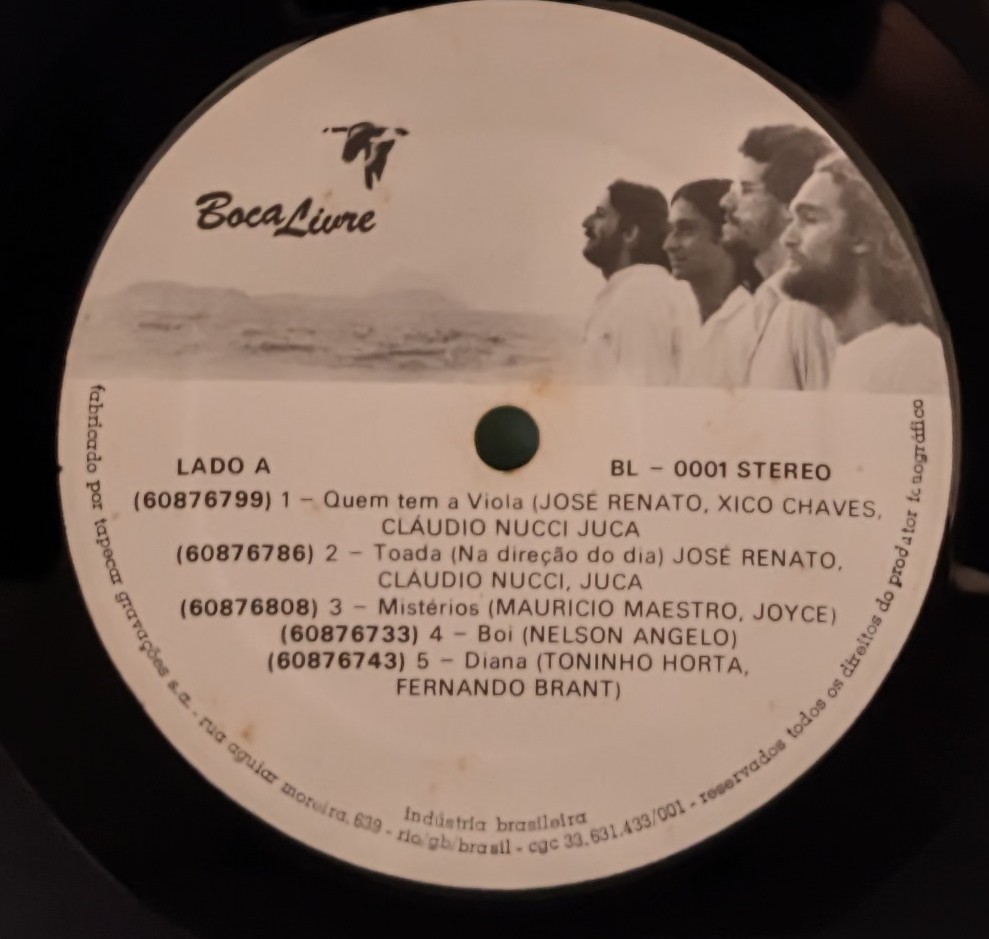 Boca Livre
LADO A
BL – 0001 STEREO
(60876799) 1 – Quem tem a Viola (JOSÉ RENATO, XICO CHAVES,
CLÁUDIO NUCCI JUCA
(60876786) 2 – Toada (Na direção do dia) JOSÉ RENATO,
CLÁUDIO NUCCI, JUCA
(60876808) 3 – Mistérios (MAURICIO MAESTRO, JOYCE)
(60876733) 4 – Boi (NELSON ANGELO)
(60876743) 5 – Diana (TONINHO HORTA,
FERNANDO BRANT)
indústria brasileira
fabricado por tapecar gravações s.a. - rua aguiar moreira, 639 - rio/gb/brasil - cgc 33.631.433/001 - reservados todos os direitos do produtor fonográfico